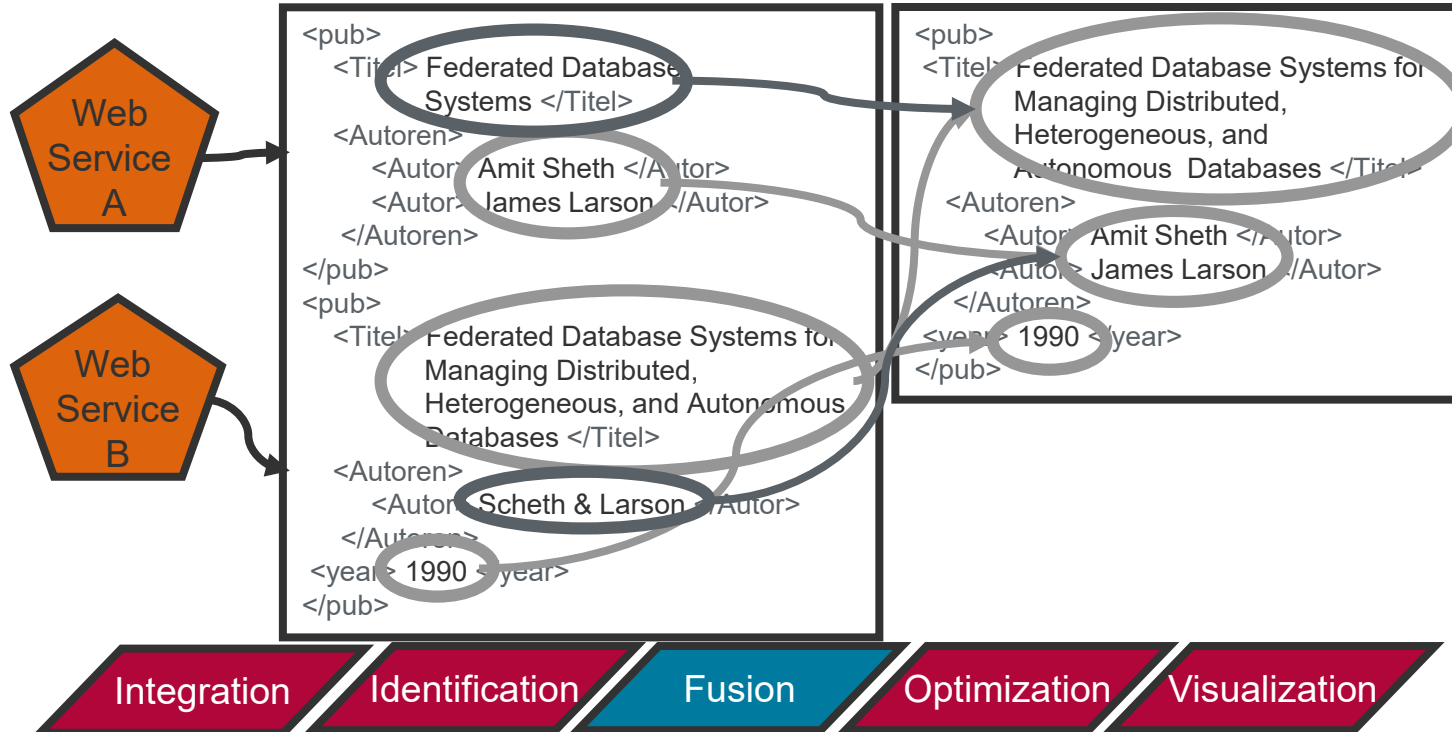 Web
Service
A
Web
Service
B
<pub>
<Titel> Federated Database
Systems </Titel>
<Autoren>
<Autor> Amit Sheth </Autor>
<Autor> James Larson </Autor>
</Autoren>
</pub>
<pub>
<Titel> Federated Database Systems for
Managing Distributed,
Heterogeneous, and Autonomous
Databases </Titel>
<Autoren>
<Autor> Scheth & Larson </Autor>
</Autoren>
<year> 1990 </year>
</pub>
<pub>
<Titel> Federated Database Systems for
Managing Distributed,
Heterogeneous, and
Autonomous Databases </Titel>
<Autoren>
<Autor> Amit Sheth </Autor>
<Autor> James Larson </Autor>
</Autoren>
<year> 1990 </year>
</pub>
Integration
Identification
Fusion
Optimization
Visualization